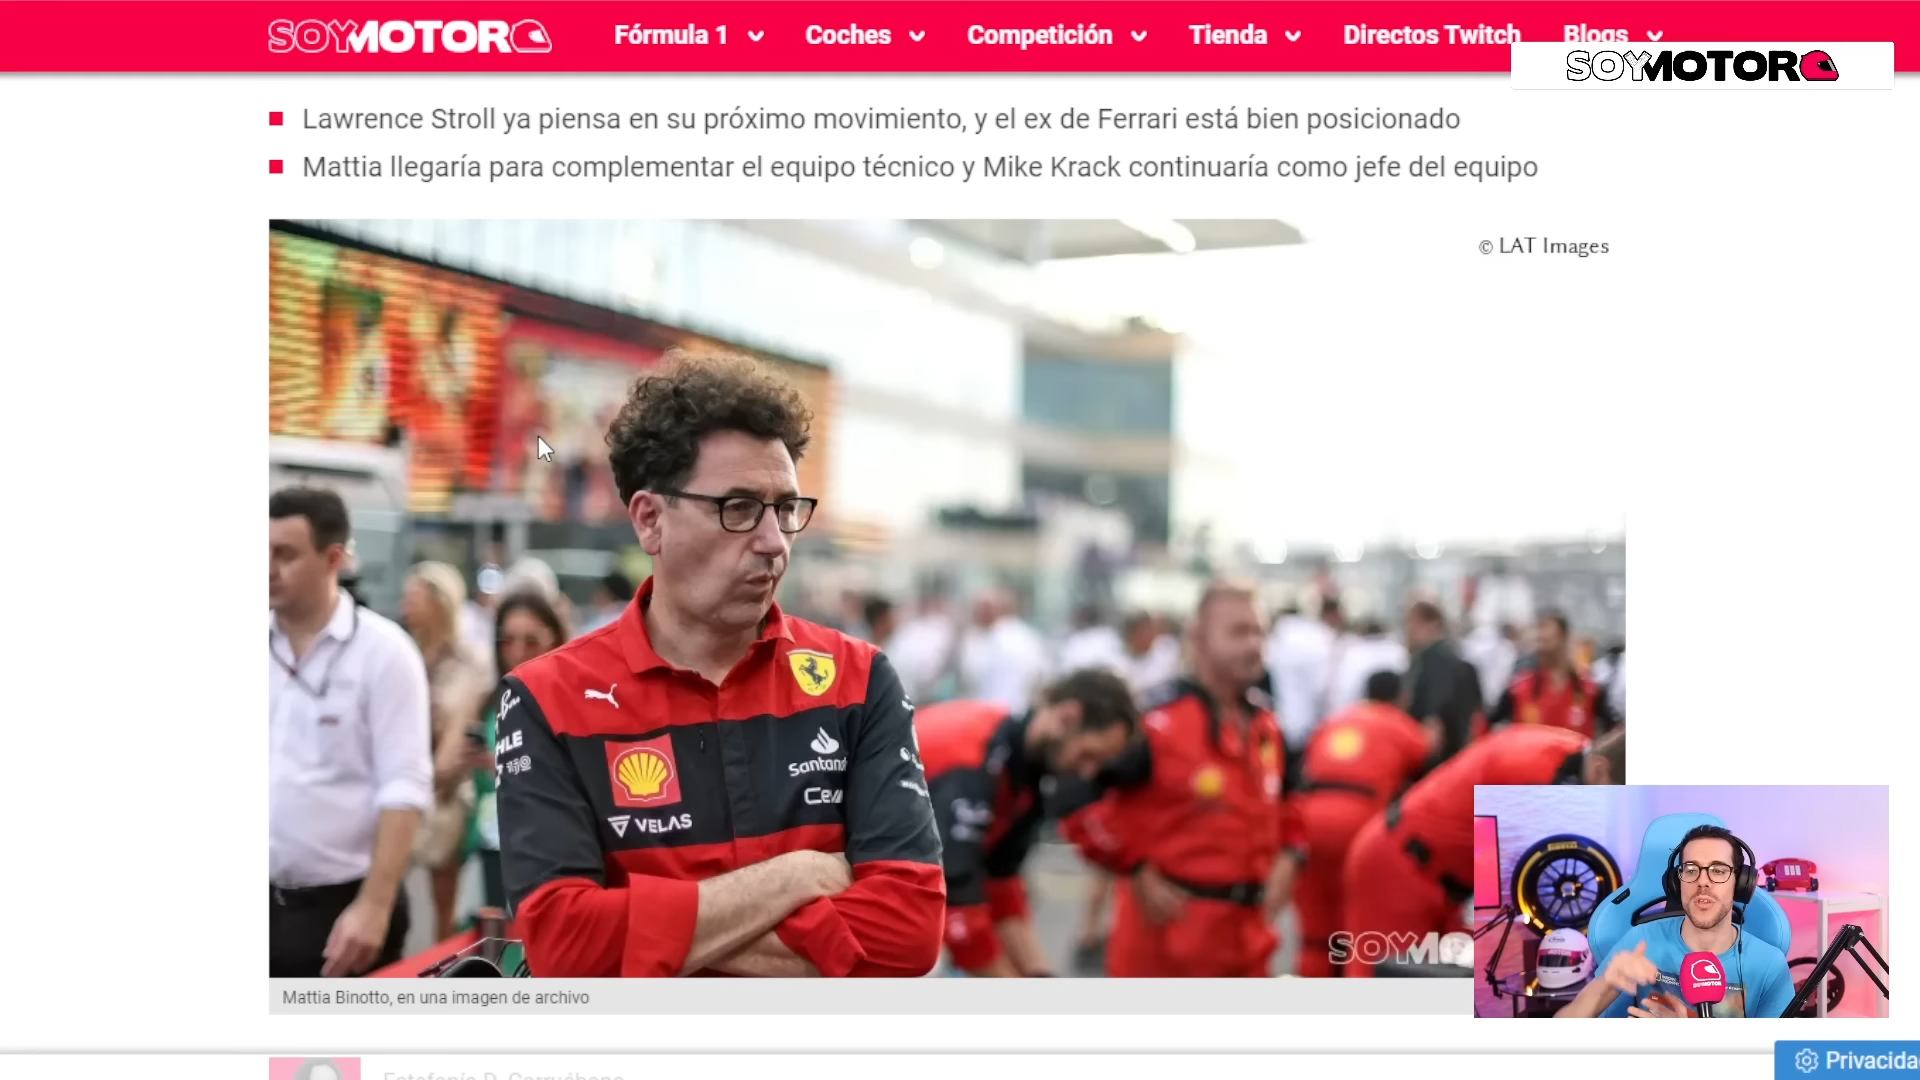 SOYMOTOR
Fórmula 1
Coches
Competición
Tienda
Directos Twitch
Blogs
SOYMOTOR
Lawrence Stroll ya piensa en su próximo movimiento, y el ex de Ferrari está bien posicionado
Mattia llegaría para complementar el equipo técnico y Mike Krack continuaría como jefe del equipo
© LAT Images
Santand
VELAS
SOYMO
SOYMOTOR
Mattia Binotto, en una imagen de archivo
Privacida